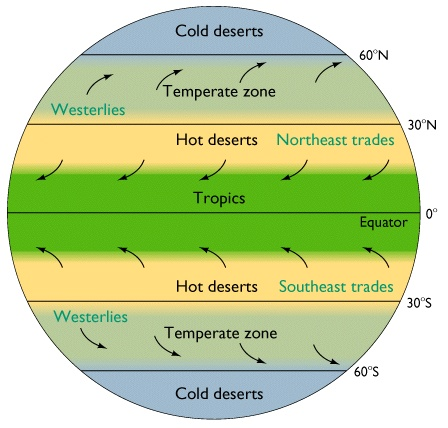 Cold deserts
60°N
Temperate zone
Westerlies
30°N
Hot deserts Northeast trades
Tropics
0°
Equator
Hot deserts Southeast trades
30°S
Westerlies
Temperate zone
60°S
Cold deserts